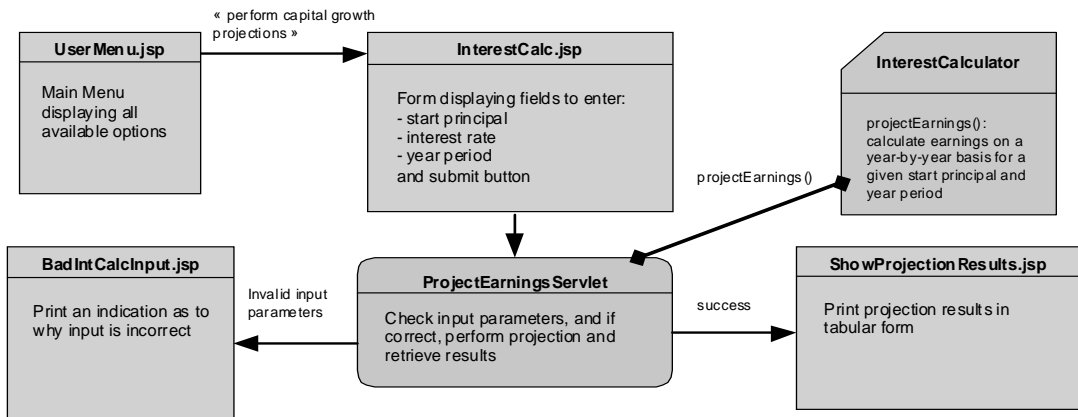 « perform capital growth
projections »
UserMenu.jsp
Main Menu
displaying all
available options
InterestCalc.jsp
Form displaying fields to enter:
- start principal
- interest rate
- year period
and submit button
InterestCalculator
projectEarnings():
calculate earnings on a
year-by-year basis for a
given start principal and
year period
projectEarnings()
BadIntCalcInput.jsp
Print an indication as to
why input is incorrect
Invalid input
parameters
ProjectEarningsServlet
Check input parameters, and if
correct, perform projection and
retrieve results
success
ShowProjectionResults.jsp
Print projection results in
tabular form